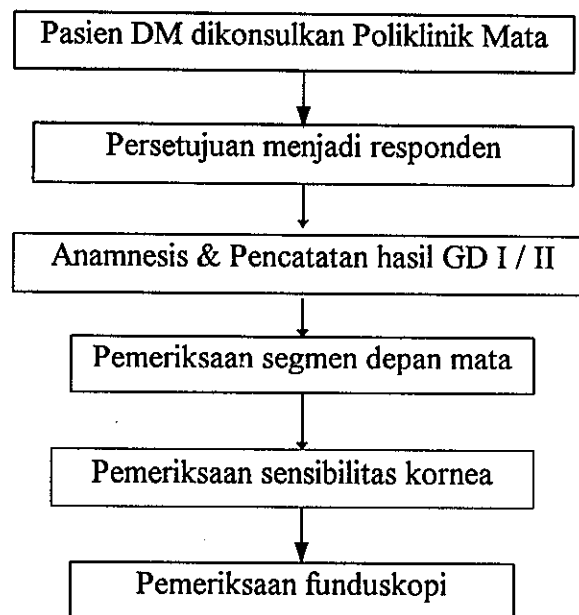 Pasien DM dikonsulkan Poliklinik Mata
Persetujuan menjadi responden
Anamnesis & Pencatatan hasil GD I / II
Pemeriksaan segmen depan mata
Pemeriksaan sensibilitas kornea
Pemeriksaan funduskopi